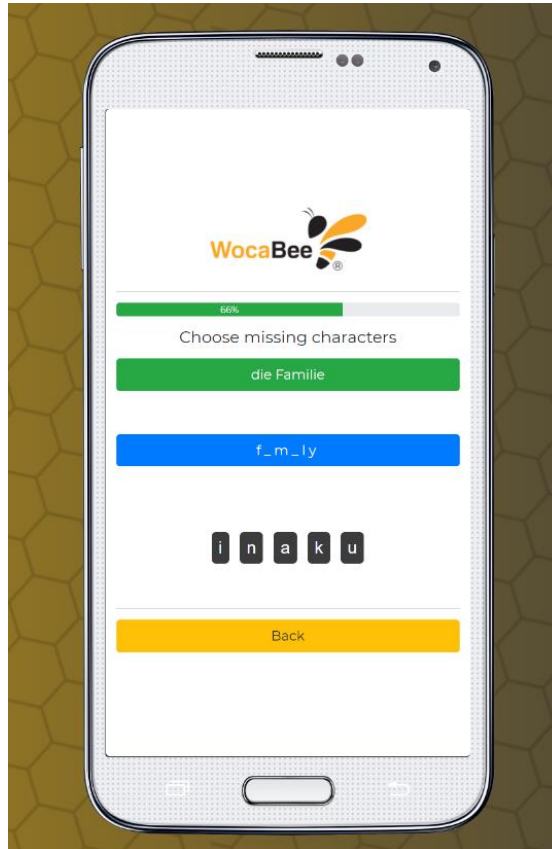 WocaBee®
66%
Choose missing characters
die Familie
f_m_ly
i n a k u
Back